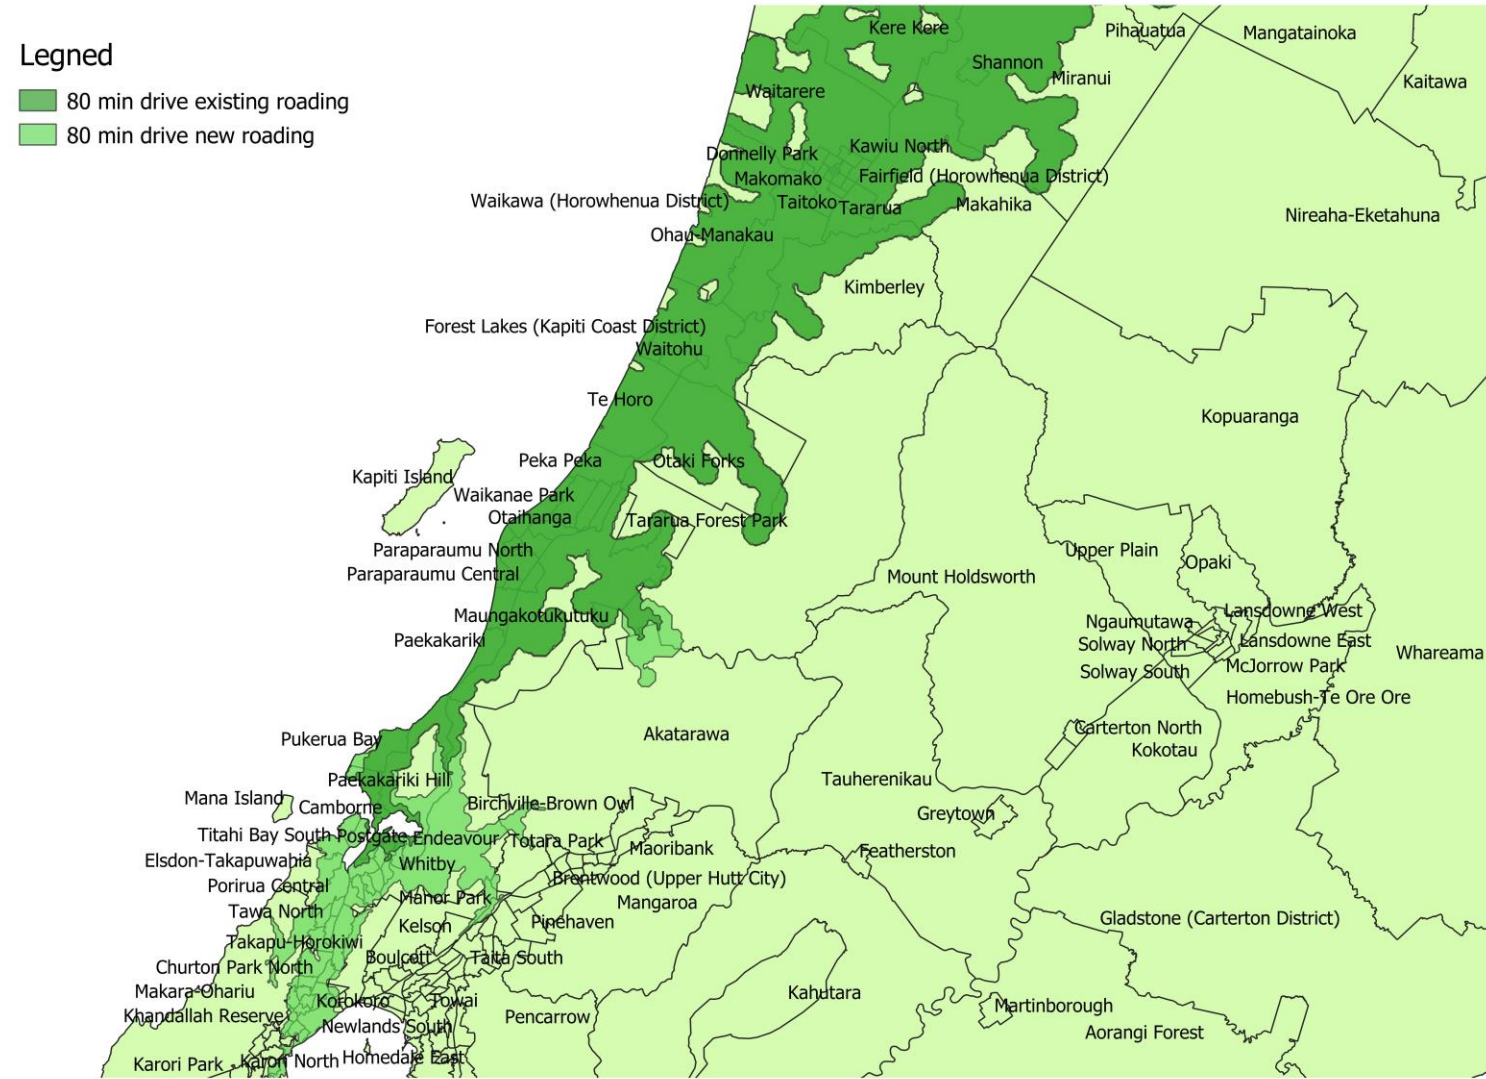 Legned
80 min drive existing roading
80 min drive new roading
Kere Kere
Pihauatua
Mangatainoka
Shannon
Miranui
Kaitawa
Waitarere
Donnelly Park
Kawiu North
Makomako
Fairfield (Horowhenua District)
Waikawa (Horowhenua District)
Taitoko
Tararua
Makahika
Nireaha-Eketahuna
Ohau-Manakau
Kimberley
Forest Lakes (Kapiti Coast District)
Waitohu
Te Horo
Kopuaranga
Peka Peka
Otaki Forks
Kapiti Island
Waikanae Park
Otaihanga
Tararua Forest Park
Paraparaumu North
Upper Plain
Opaki
Paraparaumu Central
Mount Holdsworth
Maungakotukutuku
Lansdowne West
Ngaumutawa
Paekakariki
Solway North
Lansdowne East
Whareama
Solway South
McJorrow Park
Homebush-Te Ore Ore
Pukerua Bay
Akatarawa
Carterton North
Kokotau
Paekakariki Hill
Tauherenikau
Mana Island
Camborne
Birchville-Brown Owl
Greytown
Titahi Bay South
Postgate
Endeavour
Totara Park
Maoribank
Featherston
Elsdon-Takapuwahia
Whitby
Porirua Central
Manor Park
Brentwood (Upper Hutt City)
Mangaroa
Tawa North
Kelson
Pinehaven
Gladstone (Carterton District)
Takapu-Horokiwi
Boulcott
Taita South
Churton Park North
Makara-Ohariu
Korokoro
Towai
Kahutara
Martinborough
Khandallah Reserve
Newlands South
Pencarrow
Aorangi Forest
Karori Park
Karori North
Homedale East